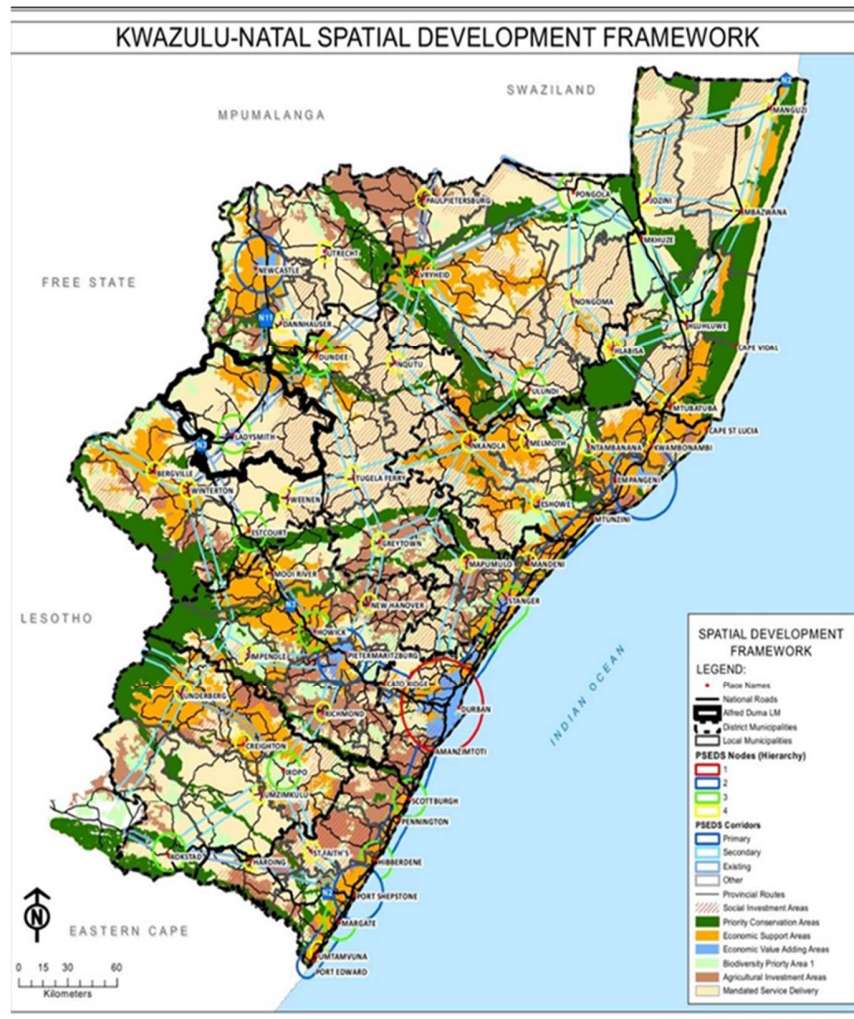 KWAZULU-NATAL SPATIAL DEVELOPMENT FRAMEWORK
SWAZILAND
MPUMALANGA
N2
MANGUZI
PAULPIETERSBURG
PONGOLA
JOZINI
MBAZWANA
MKHUZE
UTRECHT
NEWCASTLE
VRYHEID
FREE STATE
NONGOMA
N11
DANNHAUSER
HLUHLUWE
HLABISA
CAPE VIDAL
DUNDEE
NQUTU
ULUNDI
MTUBATUBA
CAPE ST LUCIA
LADYSMITH
NKANDLA
MELMOTH
NTAMBANANA
KWAMBONAMBI
BERGVILLE
TUGELA FERRY
EMPANGENI
WINTERTON
WEENEN
ESHOWE
MTUNZINI
ESTCOURT
GREYTOWN
MAPUMULO
MANDENI
MOOI RIVER
N3
NEW HANOVER
STANGER
LESOTHO
HOWICK
IMPENDLE
PIETERMARITZBURG
CATO RIDGE
UNDERBERG
RICHMOND
DURBAN
INDIAN OCEAN
CREIGHTON
AMANZIMTOTI
IXOPO
UMZIMKULU
SCOTTBURGH
PENNINGTON
ST FAITH'S
KOKSTAD
HARDING
HIBBERDENE
N2
PORT SHEPSTONE
EASTERN CAPE
MARGATE
UMTAMVUNA
PORT EDWARD
N
0 15 30 60
Kilometers
SPATIAL DEVELOPMENT
FRAMEWORK
LEGEND:
Place Names
National Roads
Alfred Duma LM
District Municipalities
Local Municipalities
PSEDS Nodes (Hierarchy)
1
2
3
4
PSEDS Corridors
Primary
Secondary
Existing
Other
Provincial Routes
Social Investment Areas
Priority Conservation Areas
Economic Support Areas
Economic Value Adding Areas
Biodiversity Priorty Area 1
Agricultural Investment Areas
Mandated Service Delivery